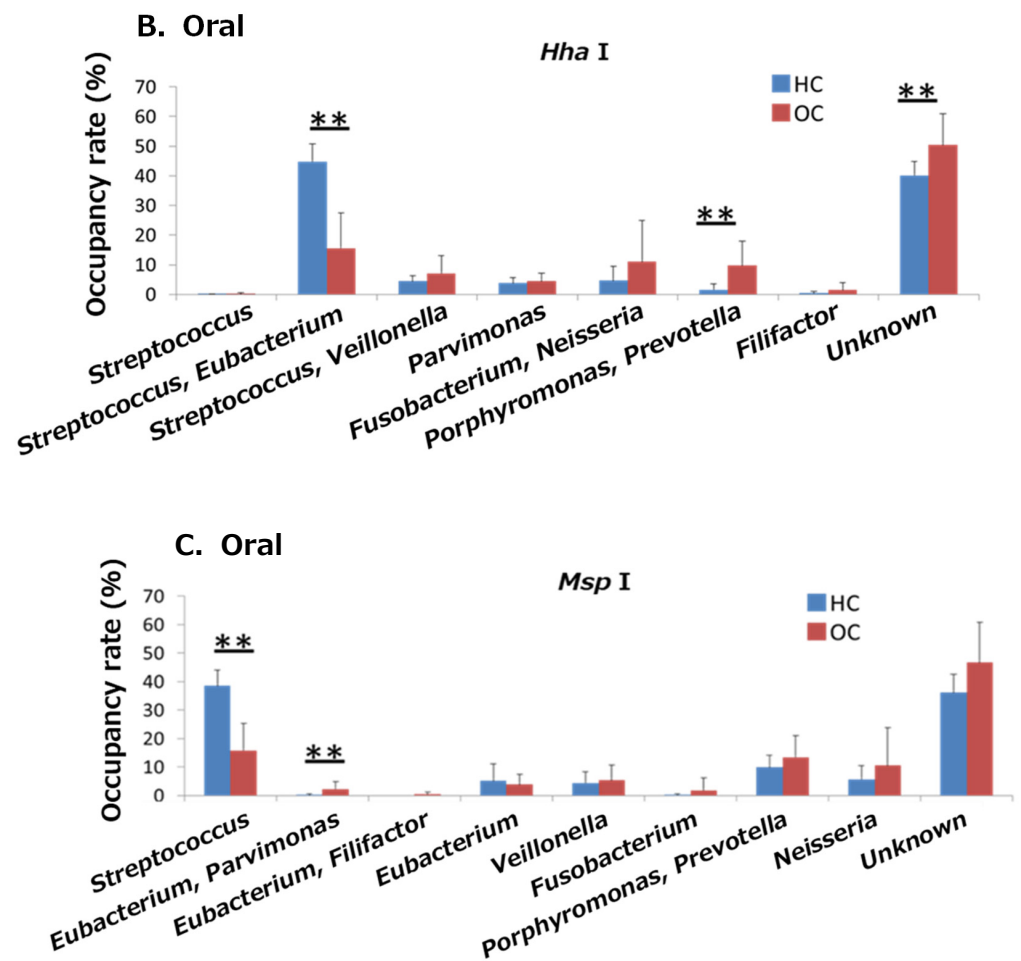 B. Oral
Hha I
Occupancy rate (%)
70
60
50
40
30
20
10
0
HC
OC
**
**
**
Streptococcus
Streptococcus, Eubacterium
Streptococcus, Veillonella
Parvimonas
Fusobacterium, Neisseria
Porphyromonas, Prevotella
Filifactor
Unknown
C. Oral
Msp I
Occupancy rate (%)
70
60
50
40
30
20
10
0
HC
OC
**
**
Streptococcus
Eubacterium, Parvimonas
Eubacterium, Filifactor
Eubacterium
Veillonella
Fusobacterium
Porphyromonas, Prevotella
Neisseria
Unknown